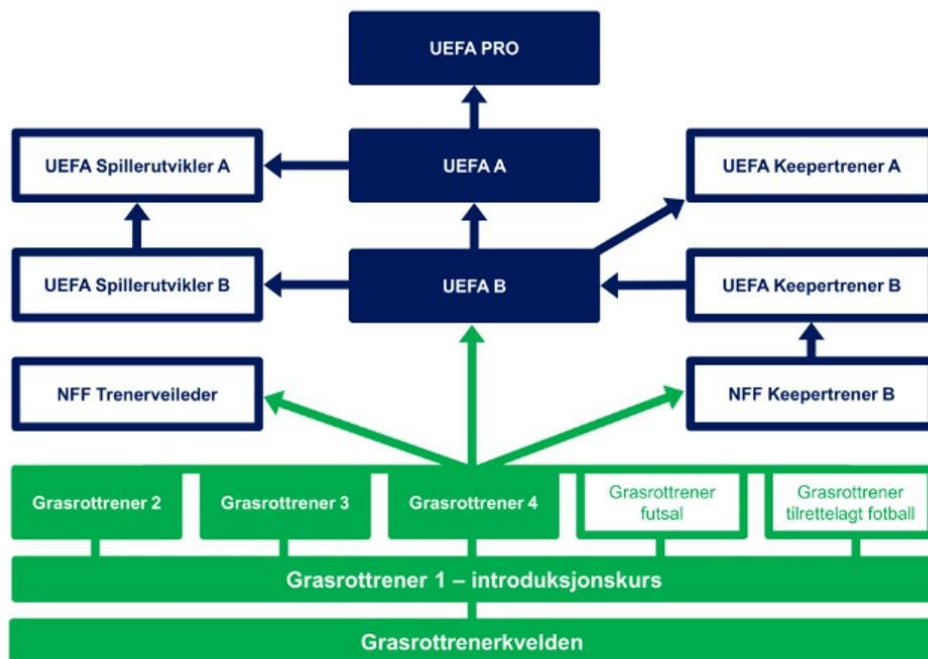 UEFA PRO
UEFA Spillerutvikler A
UEFA A
UEFA Keepertrener A
UEFA Spillerutvikler B
UEFA B
UEFA Keepertrener B
NFF Trenerveileder
NFF Keepertrener B
Grasrottrener 2
Grasrottrener 3
Grasrottrener 4
Grasrottrener
futsal
Grasrottrener
tilrettelagt fotball
Grasrottrener 1 – introduksjonskurs
Grasrottrenerkvelden